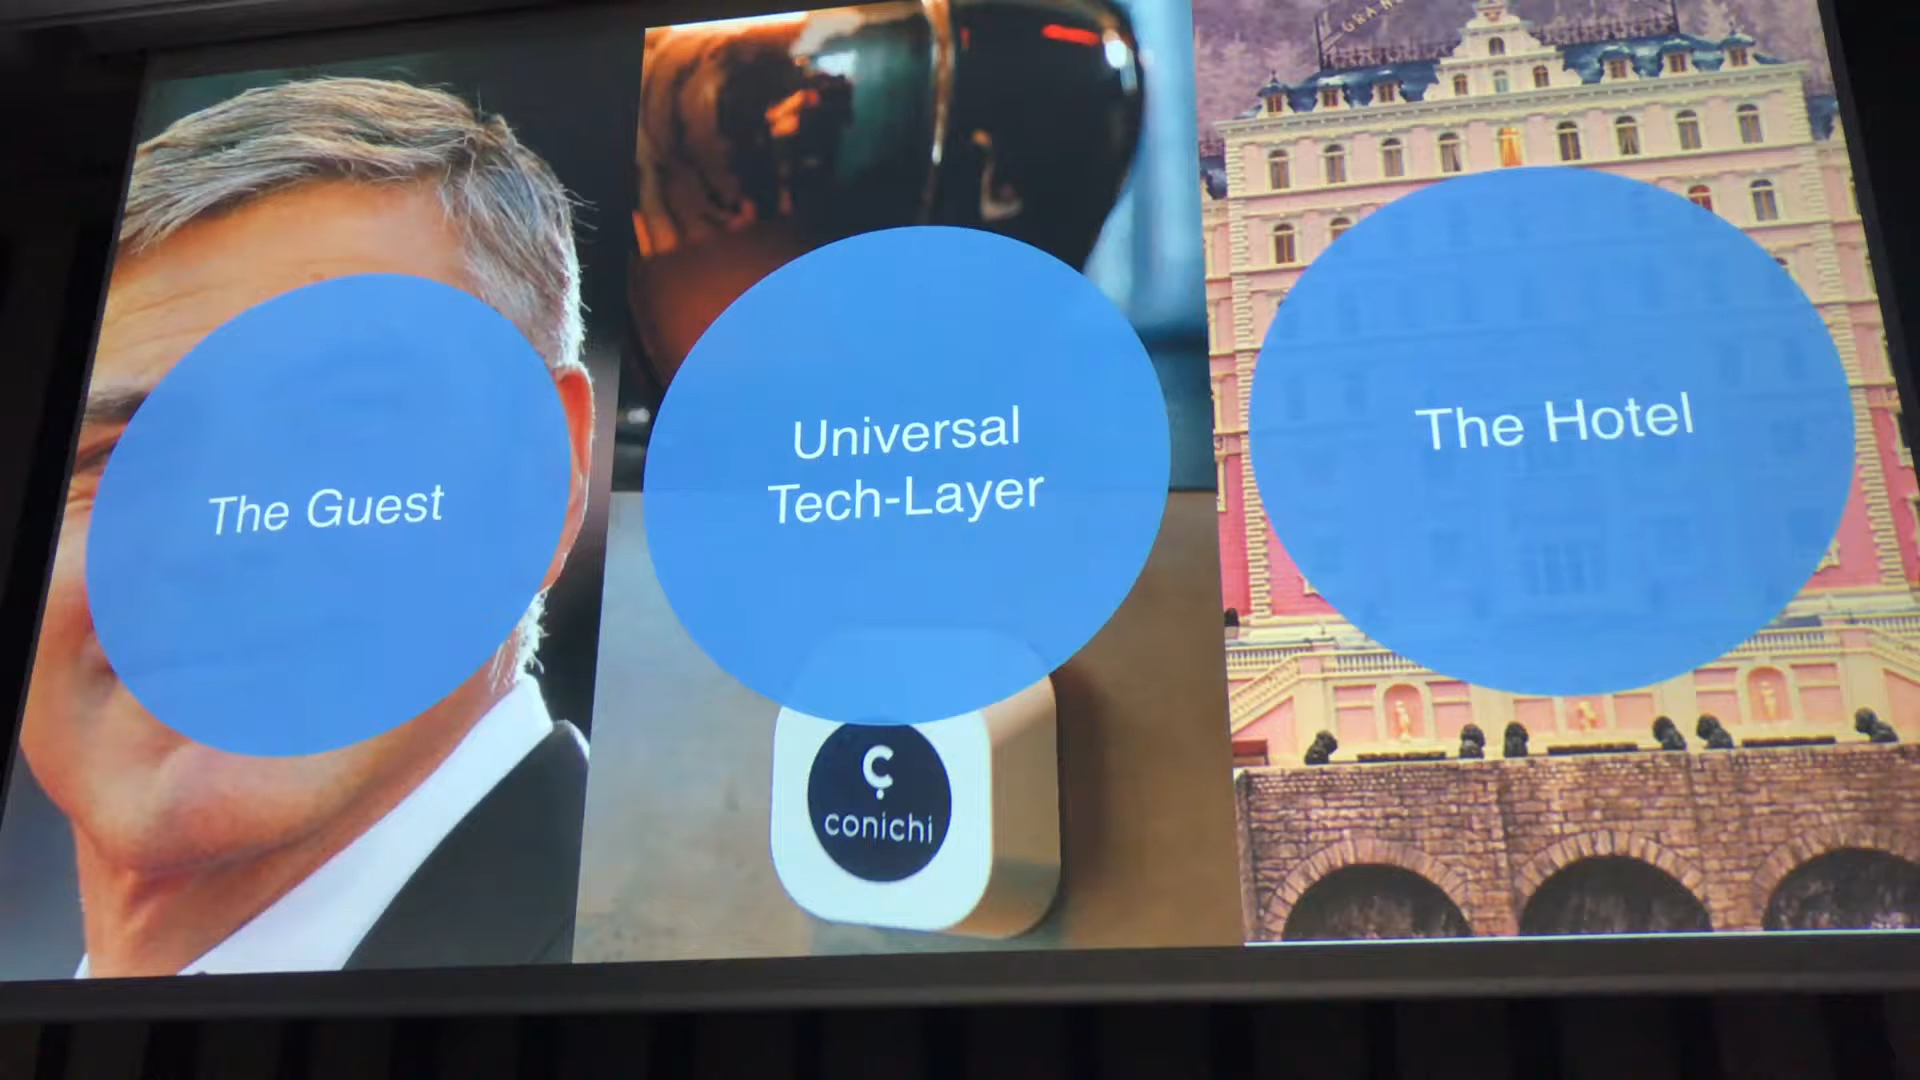 The Guest
Universal
Tech-Layer
ç
conichi
The Hotel